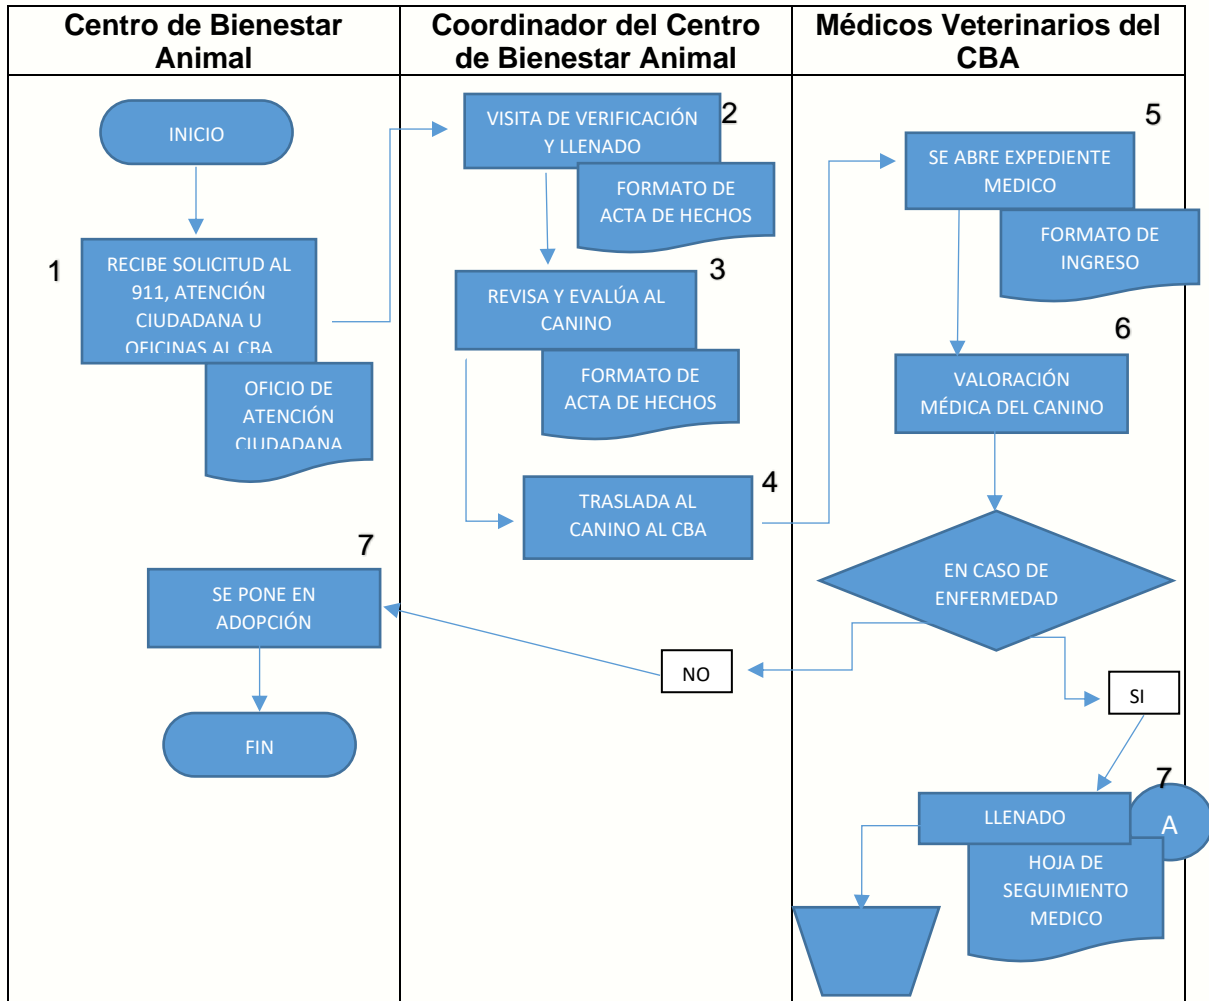 Centro de Bienestar
Animal
Coordinador del Centro
de Bienestar Animal
Médicos Veterinarios del
CBA
INICIO
1
RECIBE SOLICITUD AL
911, ATENCIÓN
CIUDADANA U
OFICINAS AL CBA
OFICIO DE
ATENCIÓN
CIUDADANA
2
VISITA DE VERIFICACIÓN
Y LLENADO
FORMATO DE
ACTA DE HECHOS
3
REVISA Y EVALÚA AL
CANINO
FORMATO DE
ACTA DE HECHOS
4
TRASLADA AL
CANINO AL CBA
5
SE ABRE EXPEDIENTE
MEDICO
FORMATO DE
INGRESO
6
VALORACIÓN
MÉDICA DEL CANINO
EN CASO DE
ENFERMEDAD
NO
SI
7
SE PONE EN
ADOPCIÓN
FIN
7
A
LLENADO
HOJA DE
SEGUIMIENTO
MEDICO